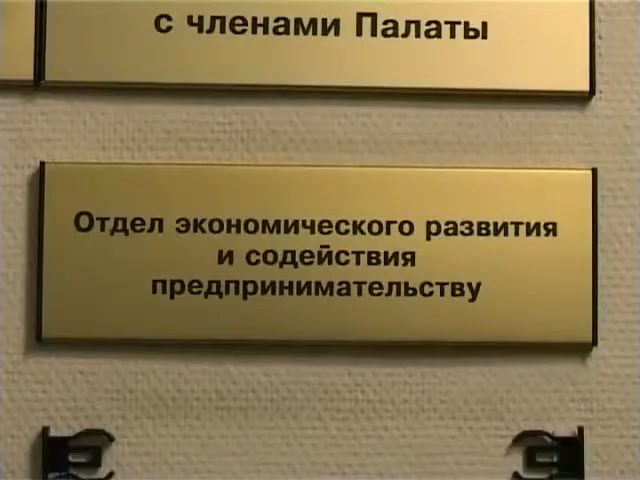 с членами Палаты
Отдел экономического развития
и содействия
предпринимательству